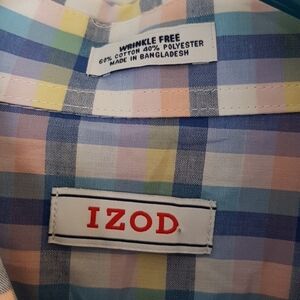 WRINKLE FREE
60% COTTON 40% POLYESTER
MADE IN BANGLADESH
IZOD